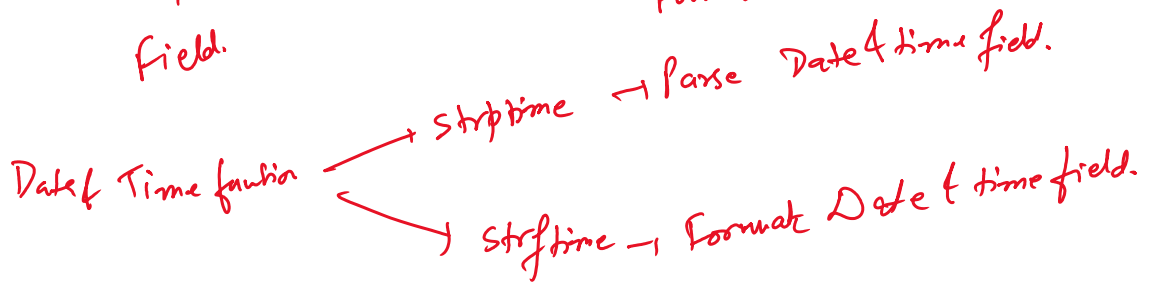 Field.
Date & Time function
→ strptime → Parse Date & time field.
→ strftime → Format Date & time field.